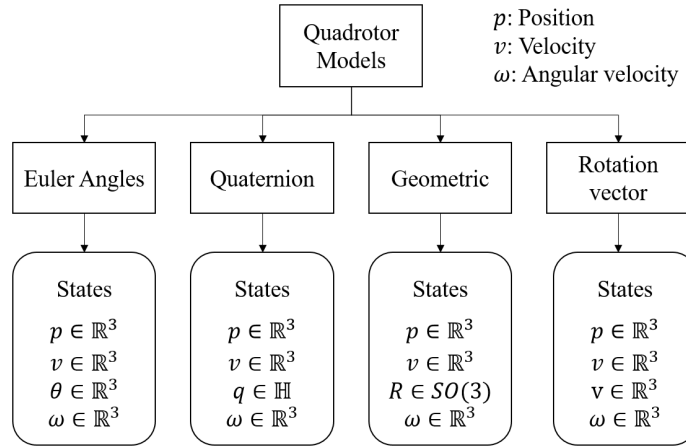 Quadrotor
Models
𝑝: Position
𝑣: Velocity
𝜔: Angular velocity
Euler Angles
Quaternion
Geometric
Rotation
vector
States
𝑝 ∈ ℝ³
𝑣 ∈ ℝ³
𝜃 ∈ ℝ³
𝜔 ∈ ℝ³
States
𝑝 ∈ ℝ³
𝑣 ∈ ℝ³
𝑞 ∈ ℍ
𝜔 ∈ ℝ³
States
𝑝 ∈ ℝ³
𝑣 ∈ ℝ³
𝑅 ∈ 𝑆𝑂(3)
𝜔 ∈ ℝ³
States
𝑝 ∈ ℝ³
𝑣 ∈ ℝ³
v ∈ ℝ³
𝜔 ∈ ℝ³